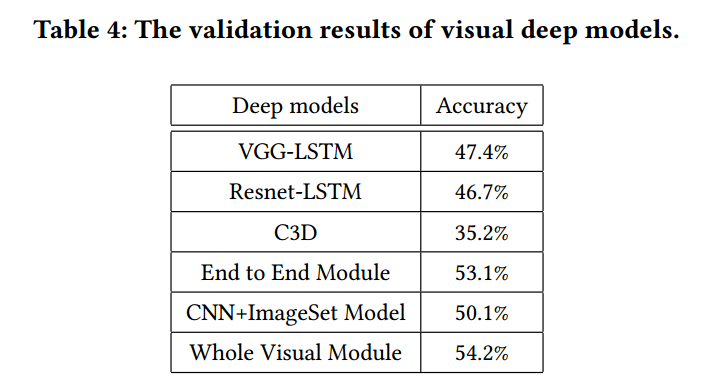 Table 4: The validation results of visual deep models.
Deep models Accuracy
VGG-LSTM 47.4%
Resnet-LSTM 46.7%
C3D 35.2%
End to End Module 53.1%
CNN+ImageSet Model 50.1%
Whole Visual Module 54.2%